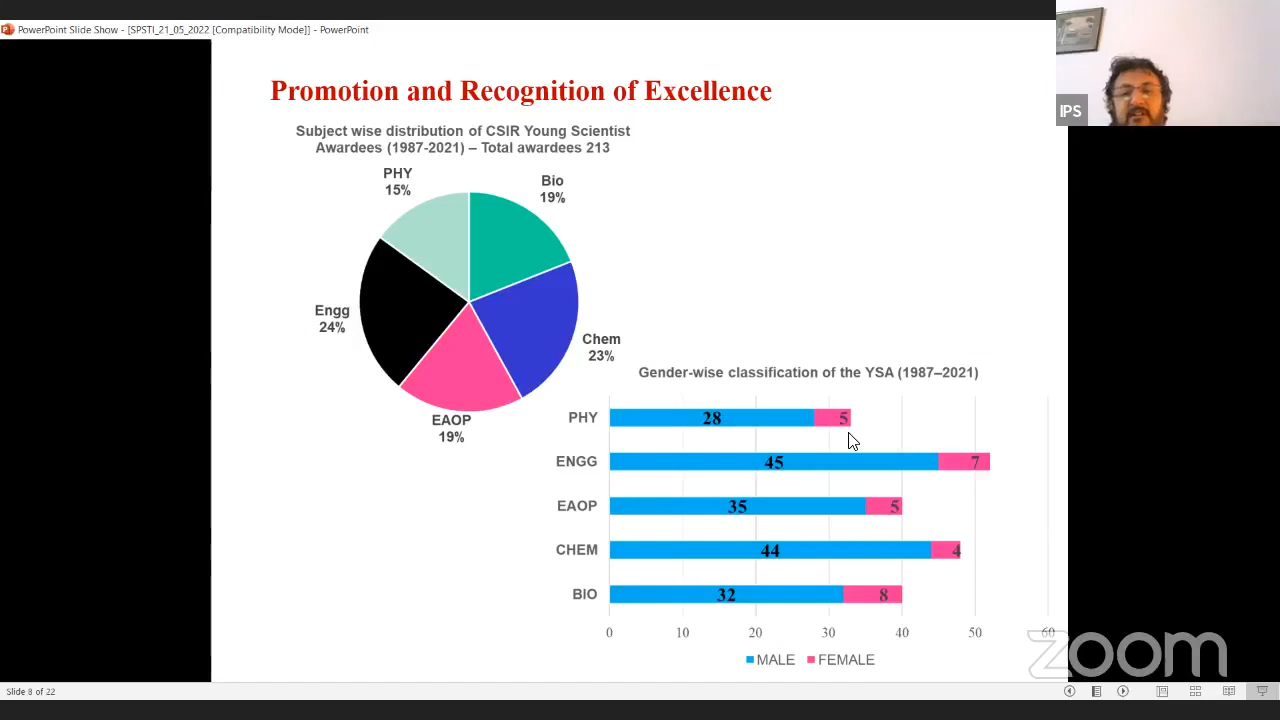 PowerPoint Slide Show - [SPSTI_21_05_2022 [Compatibility Mode]] - PowerPoint
IPS
Promotion and Recognition of Excellence
Subject wise distribution of CSIR Young Scientist
Awardees (1987-2021) – Total awardees 213
PHY
15%
Bio
19%
Engg
24%
Chem
23%
EAOP
19%
Gender-wise classification of the YSA (1987–2021)
PHY 28 5
ENGG 45 7
EAOP 35 5
CHEM 44 4
BIO 32 8
0 10 20 30 40 50 60
MALE FEMALE
zoom
Slide 8 of 22